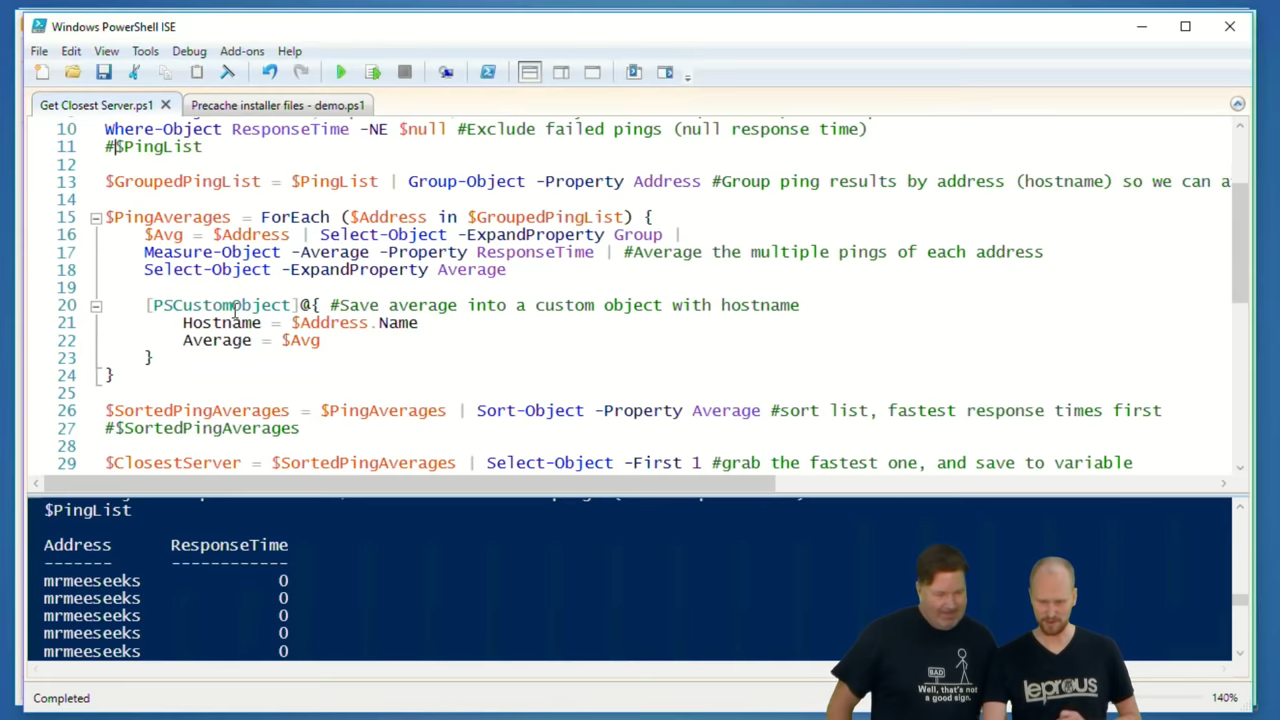 Windows PowerShell ISE
File Edit View Tools Debug Add-ons Help
Get Closest Server.ps1
Precache installer files - demo.ps1
10 Where-Object ResponseTime -NE $null #Exclude failed pings (null response time)
11 #$PingList
12
13 $GroupedPingList = $PingList | Group-Object -Property Address #Group ping results by address (hostname) so we can a
14
15 $PingAverages = ForEach ($Address in $GroupedPingList) {
16 $Avg = $Address | Select-Object -ExpandProperty Group |
17 Measure-Object -Average -Property ResponseTime | #Average the multiple pings of each address
18 Select-Object -ExpandProperty Average
19
20 [PSCustomObject]@{ #Save average into a custom object with hostname
21 Hostname = $Address.Name
22 Average = $Avg
23 }
24 }
25
26 $SortedPingAverages = $PingAverages | Sort-Object -Property Average #sort list, fastest response times first
27 #$SortedPingAverages
28
29 $ClosestServer = $SortedPingAverages | Select-Object -First 1 #grab the fastest one, and save to variable
$PingList
Address ResponseTime
------- ------------
mrmeeseeks 0
mrmeeseeks 0
mrmeeseeks 0
mrmeeseeks 0
mrmeeseeks 0
BAD
Well, that's not
a good sign.
leprous
Completed
140%